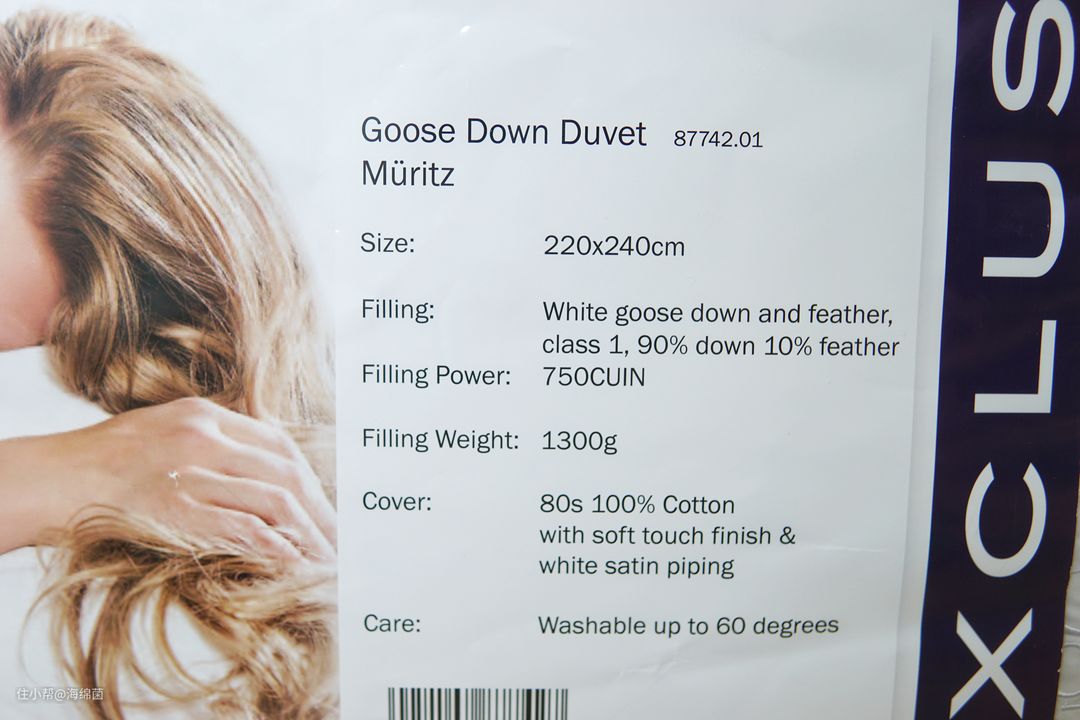 Goose Down Duvet 87742.01
Müritz
Size: 220x240cm
Filling: White goose down and feather,
class 1, 90% down 10% feather
Filling Power: 750CUIN
Filling Weight: 1300g
Cover: 80s 100% Cotton
with soft touch finish &
white satin piping
Care: Washable up to 60 degrees
XCLUS
住小帮@海绵菌